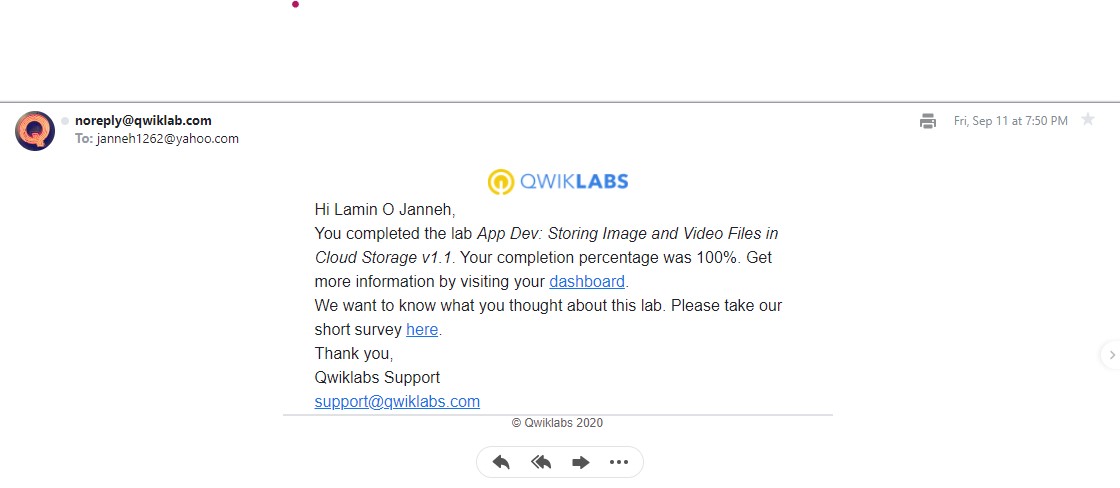 noreply@qwiklab.com
Fri, Sep 11 at 7:50 PM
To: janneh1262@yahoo.com
QWIKLABS
Hi Lamin O Janneh,
You completed the lab App Dev: Storing Image and Video Files in
Cloud Storage v1.1. Your completion percentage was 100%. Get
more information by visiting your dashboard.
We want to know what you thought about this lab. Please take our
short survey here.
Thank you,
Qwiklabs Support
support@qwiklabs.com
© Qwiklabs 2020